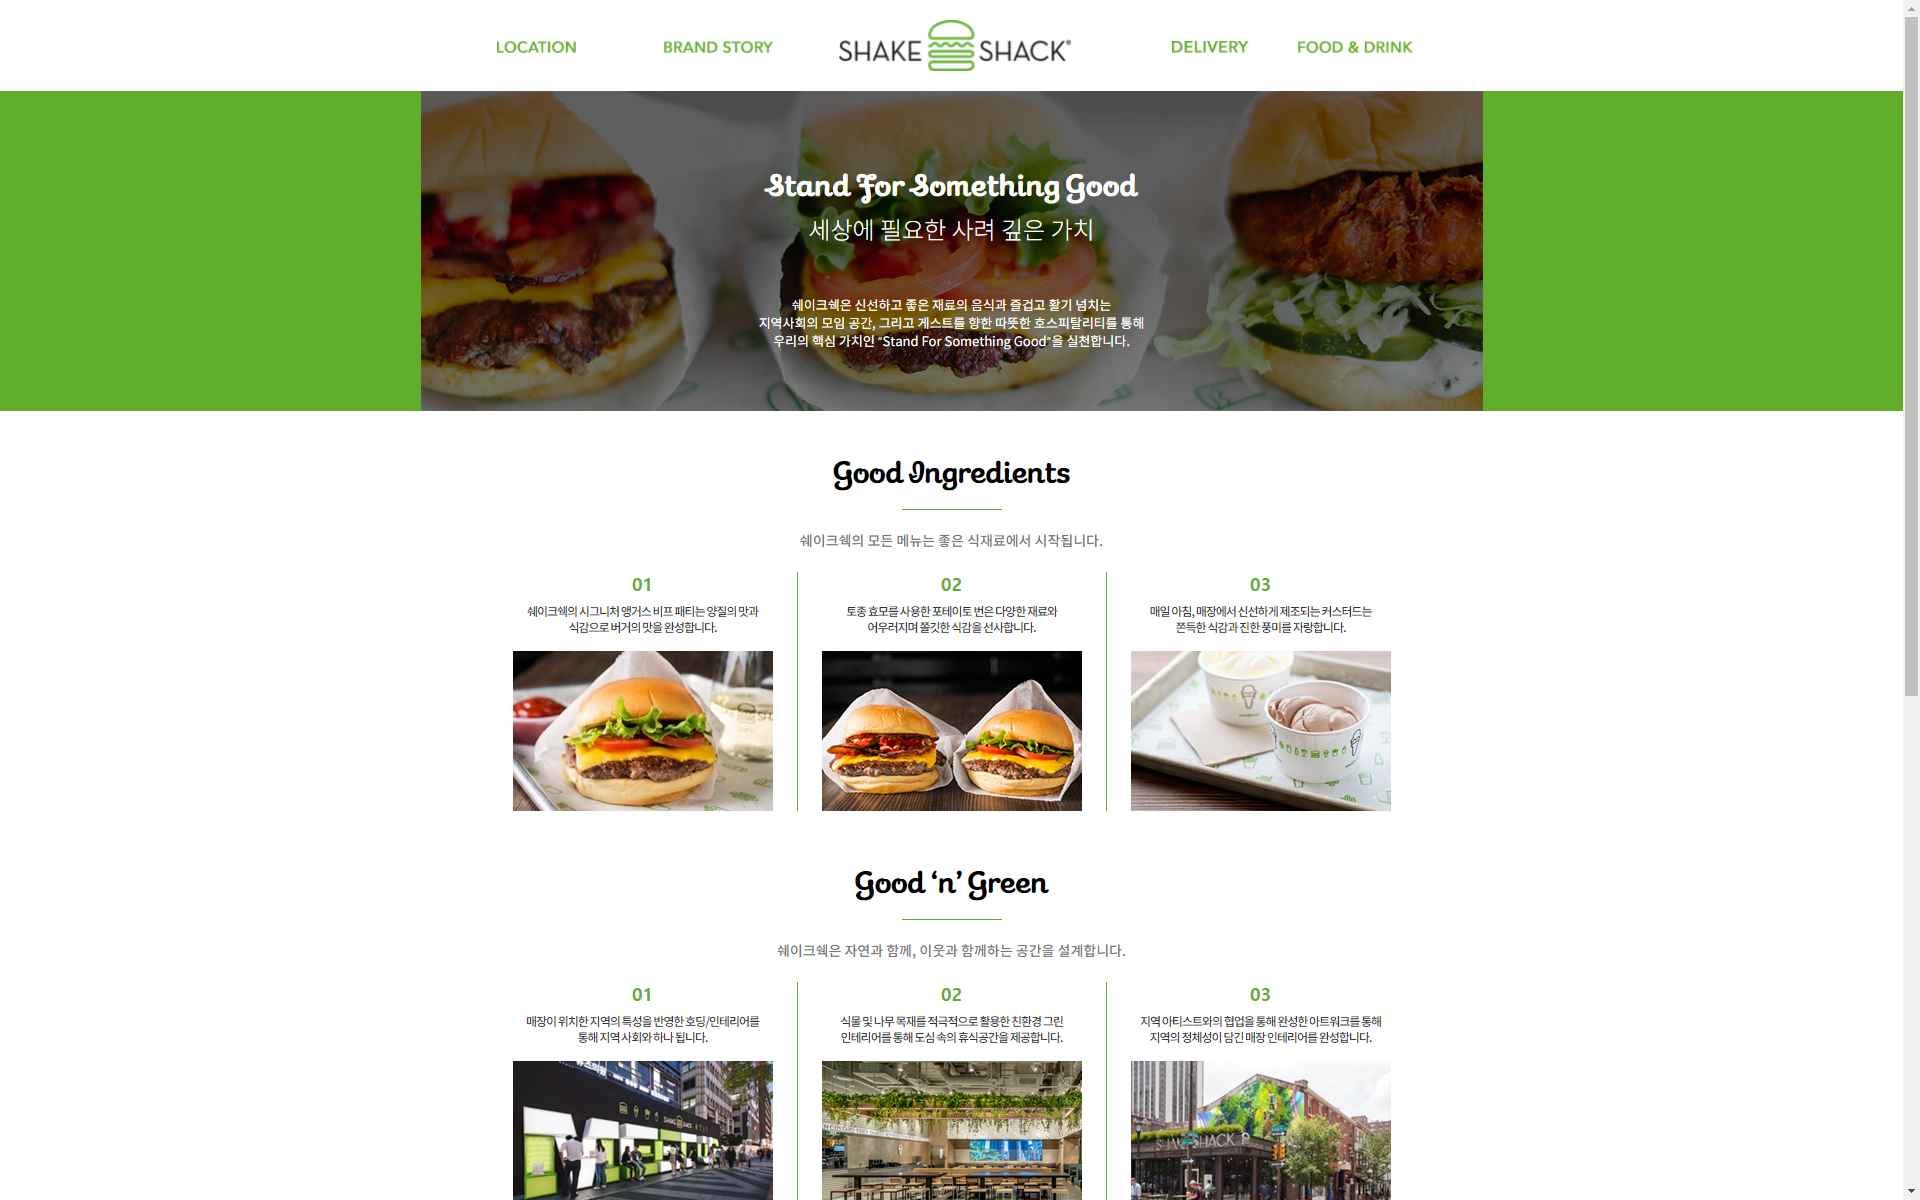 LOCATION
BRAND STORY
SHAKE SHACK®
DELIVERY
FOOD & DRINK
Stand For Something Good
세상에 필요한 사려 깊은 가치
쉐이크쉑은 신선하고 좋은 재료의 음식과 즐겁고 활기 넘치는
지역사회의 모임 공간, 그리고 게스트를 향한 따뜻한 호스피탈리티를 통해
우리의 핵심 가치인 “Stand For Something Good”을 실천합니다.
Good Ingredients
쉐이크쉑의 모든 메뉴는 좋은 식재료에서 시작됩니다.
01
쉐이크쉑의 시그니처 앵거스 비프 패티는 양질의 맛과
식감으로 버거의 맛을 완성합니다.
02
토종 효모를 사용한 포테이토 번은 다양한 재료와
어우러지며 쫄깃한 식감을 선사합니다.
03
매일 아침, 매장에서 신선하게 제조되는 커스터드는
쫀득한 식감과 진한 풍미를 자랑합니다.
Good ‘n’ Green
쉐이크쉑은 자연과 함께, 이웃과 함께하는 공간을 설계합니다.
01
매장이 위치한 지역의 특성을 반영한 호딩/인테리어를
통해 지역 사회와 하나 됩니다.
SHAKE SHACK
02
식물 및 나무 목재를 적극적으로 활용한 친환경 그린
인테리어를 통해 도심 속의 휴식공간을 제공합니다.
03
지역 아티스트와의 협업을 통해 완성한 아트워크를 통해
지역의 정체성이 담긴 매장 인테리어를 완성합니다.
SHAKE SHACK